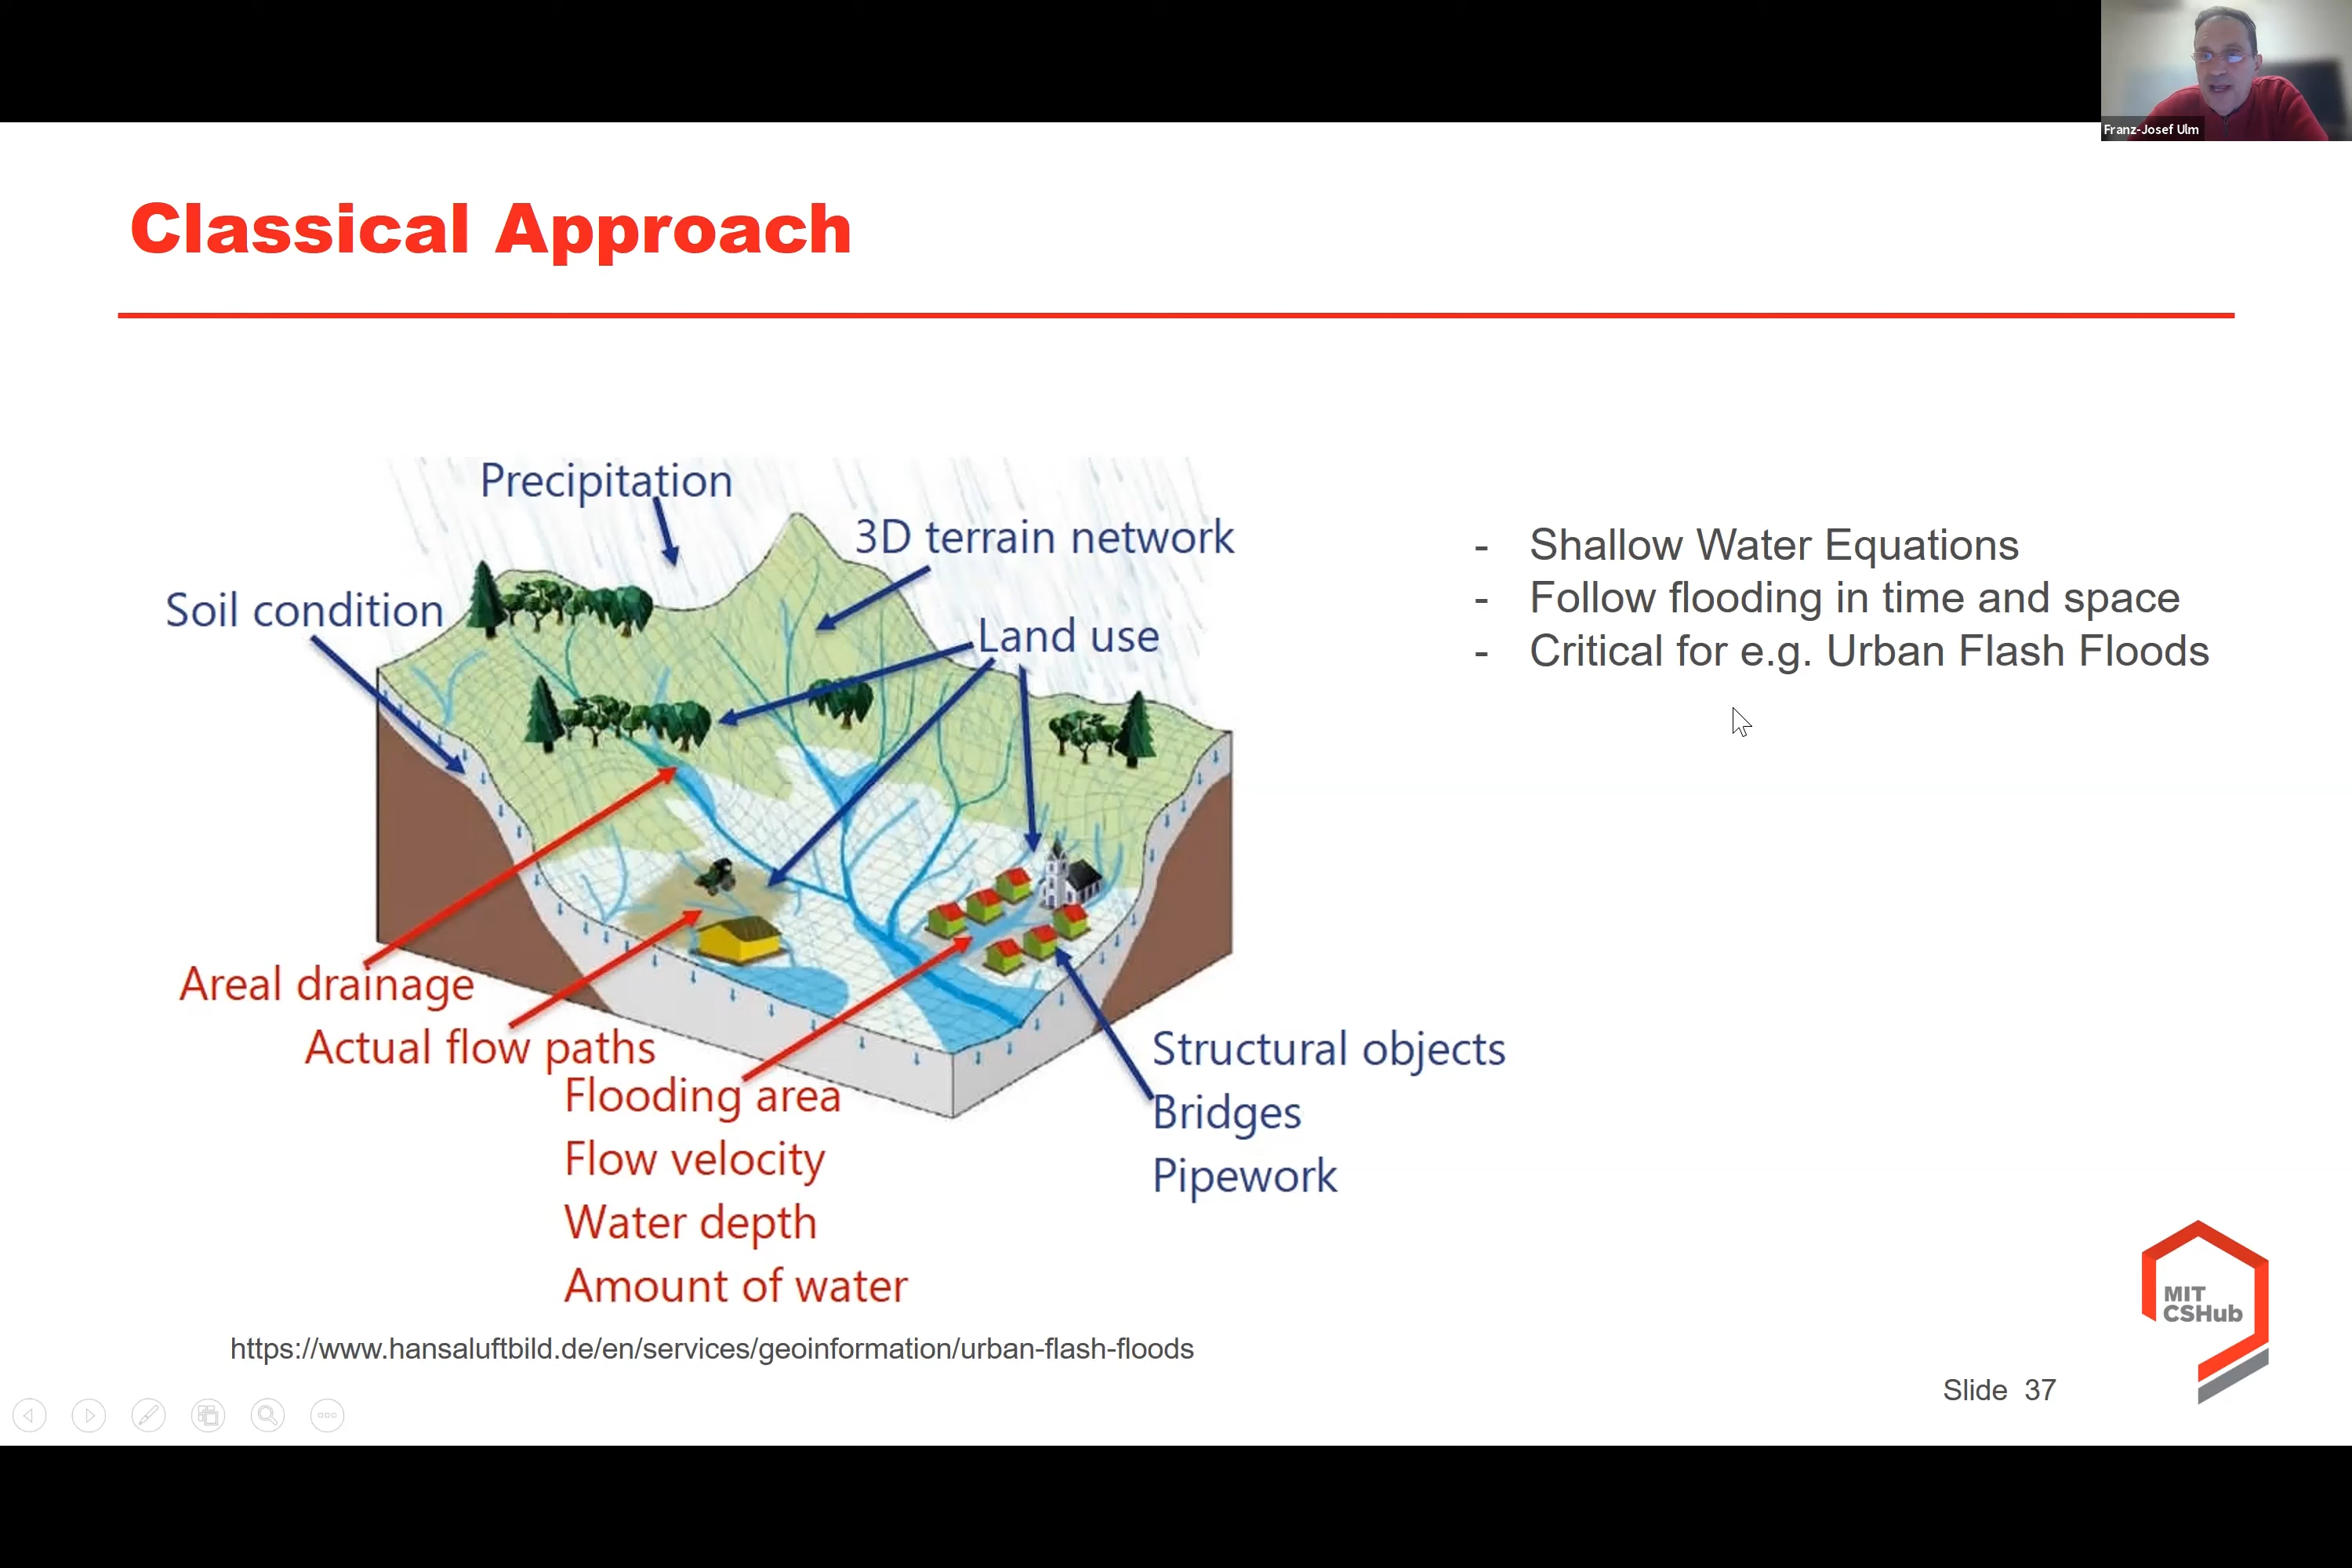 Franz-Josef Ulm
Classical Approach
Precipitation
3D terrain network
Soil condition
Land use
Areal drainage
Actual flow paths
Flooding area
Flow velocity
Water depth
Amount of water
Structural objects
Bridges
Pipework
- Shallow Water Equations
- Follow flooding in time and space
- Critical for e.g. Urban Flash Floods
https://www.hansaluftbild.de/en/services/geoinformation/urban-flash-floods
MIT
CSHub
Slide 37